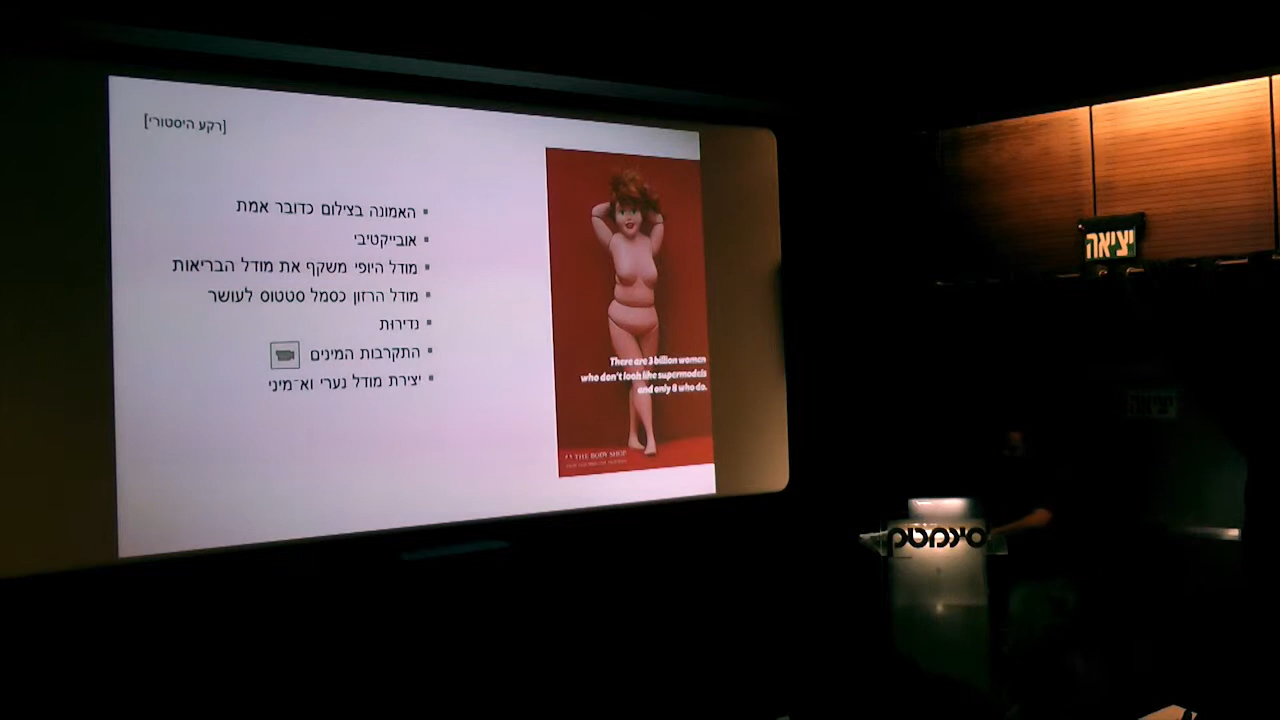 [רקע היסטורי]
▪ האמונה בצילום כדובר אמת
▪ אובייקטיבי
▪ מודל היופי משקף את מודל הבריאות
▪ מודל הרזון כסמל סטטוס לעושר
▪ נדירות
▪ התקרבות המינים
▪ יצירת מודל נערי וא־מיני
There are 3 billion women
who don't look like supermodels
and only 8 who do.
THE BODY SHOP
יציאה
יציאה
סינמטק